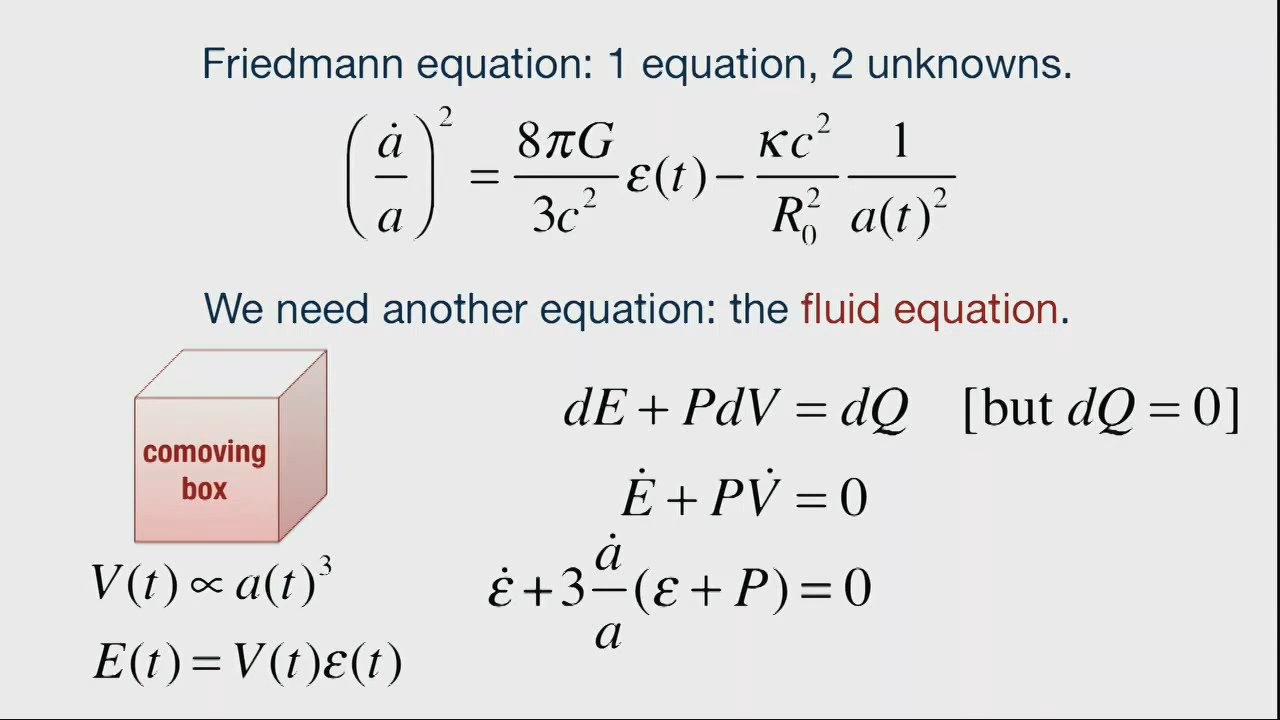 Friedmann equation: 1 equation, 2 unknowns.
(ȧ/a)² = 8πG/3c² ε(t) − κc²/R₀² 1/a(t)²
We need another equation: the fluid equation.
dE + PdV = dQ [but dQ = 0]
comoving
box
Ė + PV̇ = 0
V(t) ∝ a(t)³
ε̇ + 3 ȧ/a (ε + P) = 0
E(t) = V(t)ε(t)